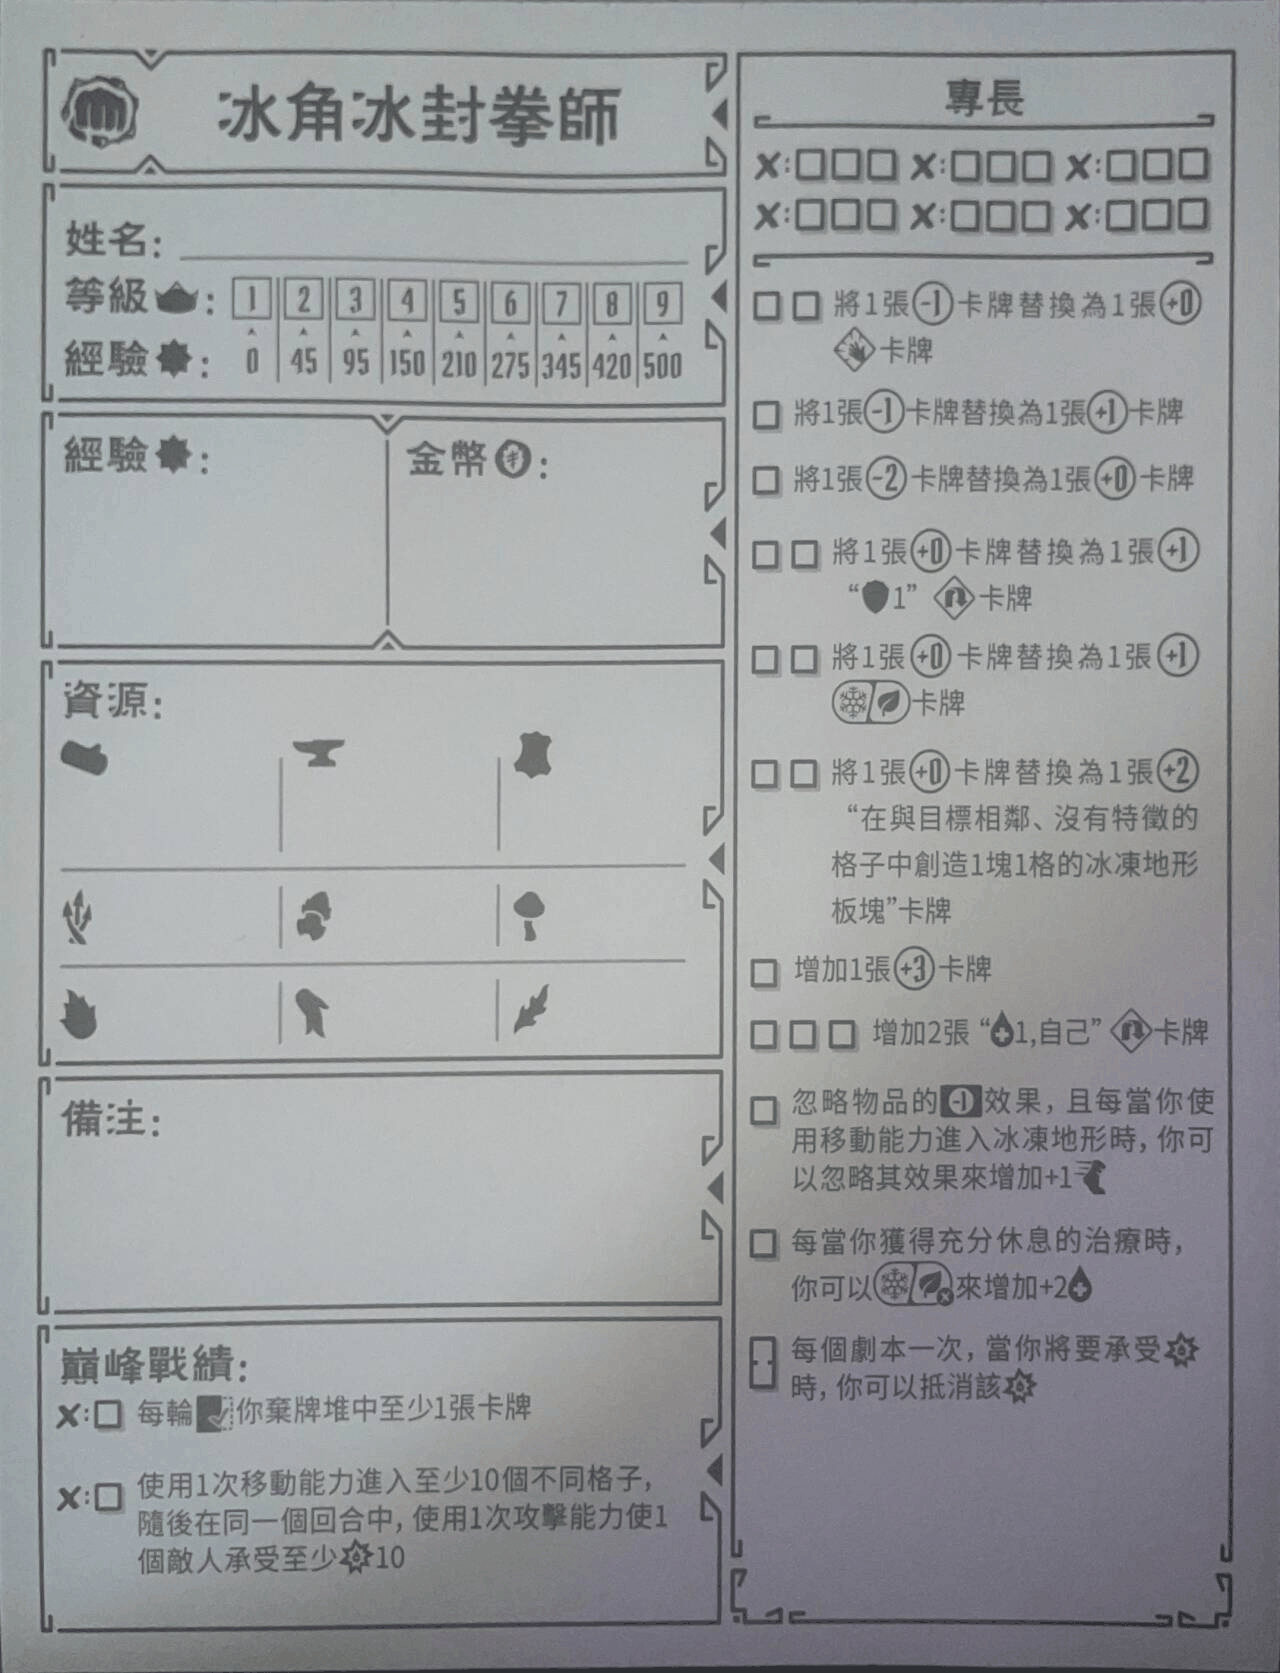 冰角冰封拳師
姓名:
等級:
1 2 3 4 5 6 7 8 9
經驗:
0 45 95 150 210 275 345 420 500
經驗:
金幣:
資源:
備注:
巔峰戰績:
×:□ 每輪你棄牌堆中至少1張卡牌
×:□ 使用1次移動能力進入至少10個不同格子,
隨後在同一個回合中, 使用1次攻擊能力使1
個敵人承受至少10
專長
×:□□□ ×:□□□ ×:□□□
×:□□□ ×:□□□ ×:□□□
將1張-1卡牌替換為1張+0
卡牌
將1張-1卡牌替換為1張+1卡牌
將1張-2卡牌替換為1張+0卡牌
將1張+0卡牌替換為1張+1
“1” 卡牌
將1張+0卡牌替換為1張+1
卡牌
將1張+0卡牌替換為1張+2
“在與目標相鄰、沒有特徵的
格子中創造1塊1格的冰凍地形
板塊”卡牌
增加1張+3卡牌
增加2張 “1,自己” 卡牌
忽略物品的-1效果, 且每當你使
用移動能力進入冰凍地形時, 你可
以忽略其效果來增加+1
每當你獲得充分休息的治療時,
你可以來增加+2
每個劇本一次, 當你將要承受
時, 你可以抵消該